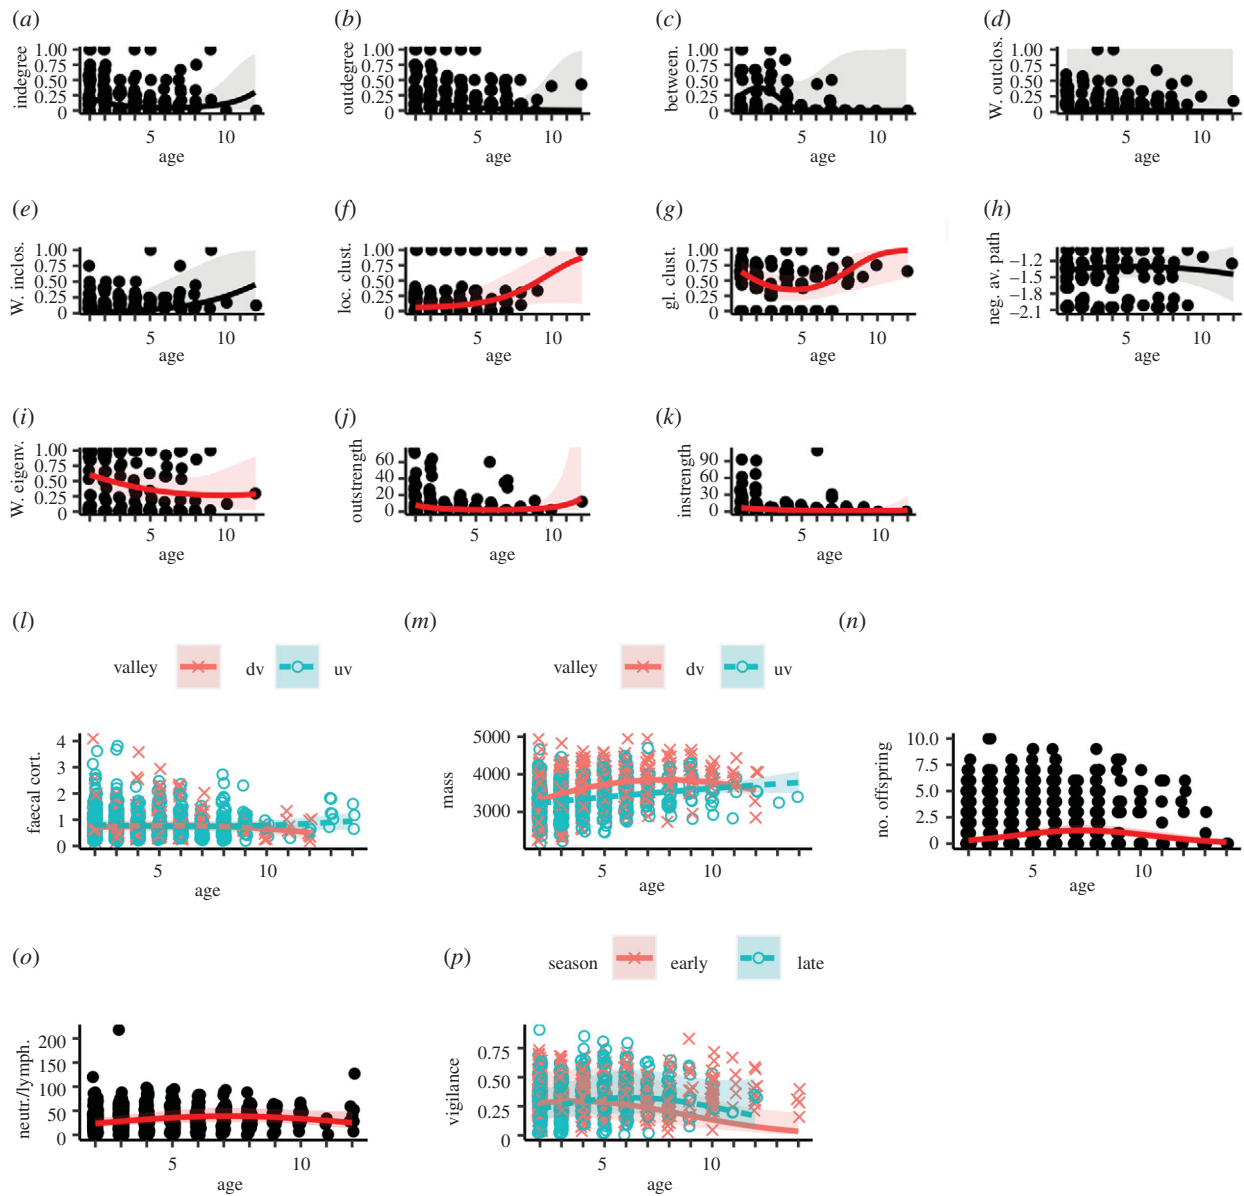 (a) (b) (c) (d)
indegree
1.00
0.75
0.50
0.25
0
5 10
age
outdegree
1.00
0.75
0.50
0.25
0
5 10
age
between.
1.00
0.75
0.50
0.25
0
5 10
age
W. outclos.
1.00
0.75
0.50
0.25
0
5 10
age
(e) (f) (g) (h)
W. inclos.
1.00
0.75
0.50
0.25
0
5 10
age
loc. clust.
1.00
0.75
0.50
0.25
0
5 10
age
gl. clust.
1.00
0.75
0.50
0.25
0
5 10
age
neg. av. path
−1.2
−1.5
−1.8
−2.1
5 10
age
(i) (j) (k)
W. eigenv.
1.00
0.75
0.50
0.25
0
5 10
age
outstrength
60
40
20
0
5 10
age
instrength
90
60
30
0
5 10
age
(l) (m) (n)
valley dv uv
faecal cort.
4
3
2
1
0
5 10
age
valley dv uv
mass
5000
4000
3000
5 10
age
no. offspring
10.0
7.5
5.0
2.5
0
5 10
age
(o) (p)
neutr./lymph.
200
150
100
50
0
5 10
age
season early late
vigilance
0.75
0.50
0.25
0
5 10
age